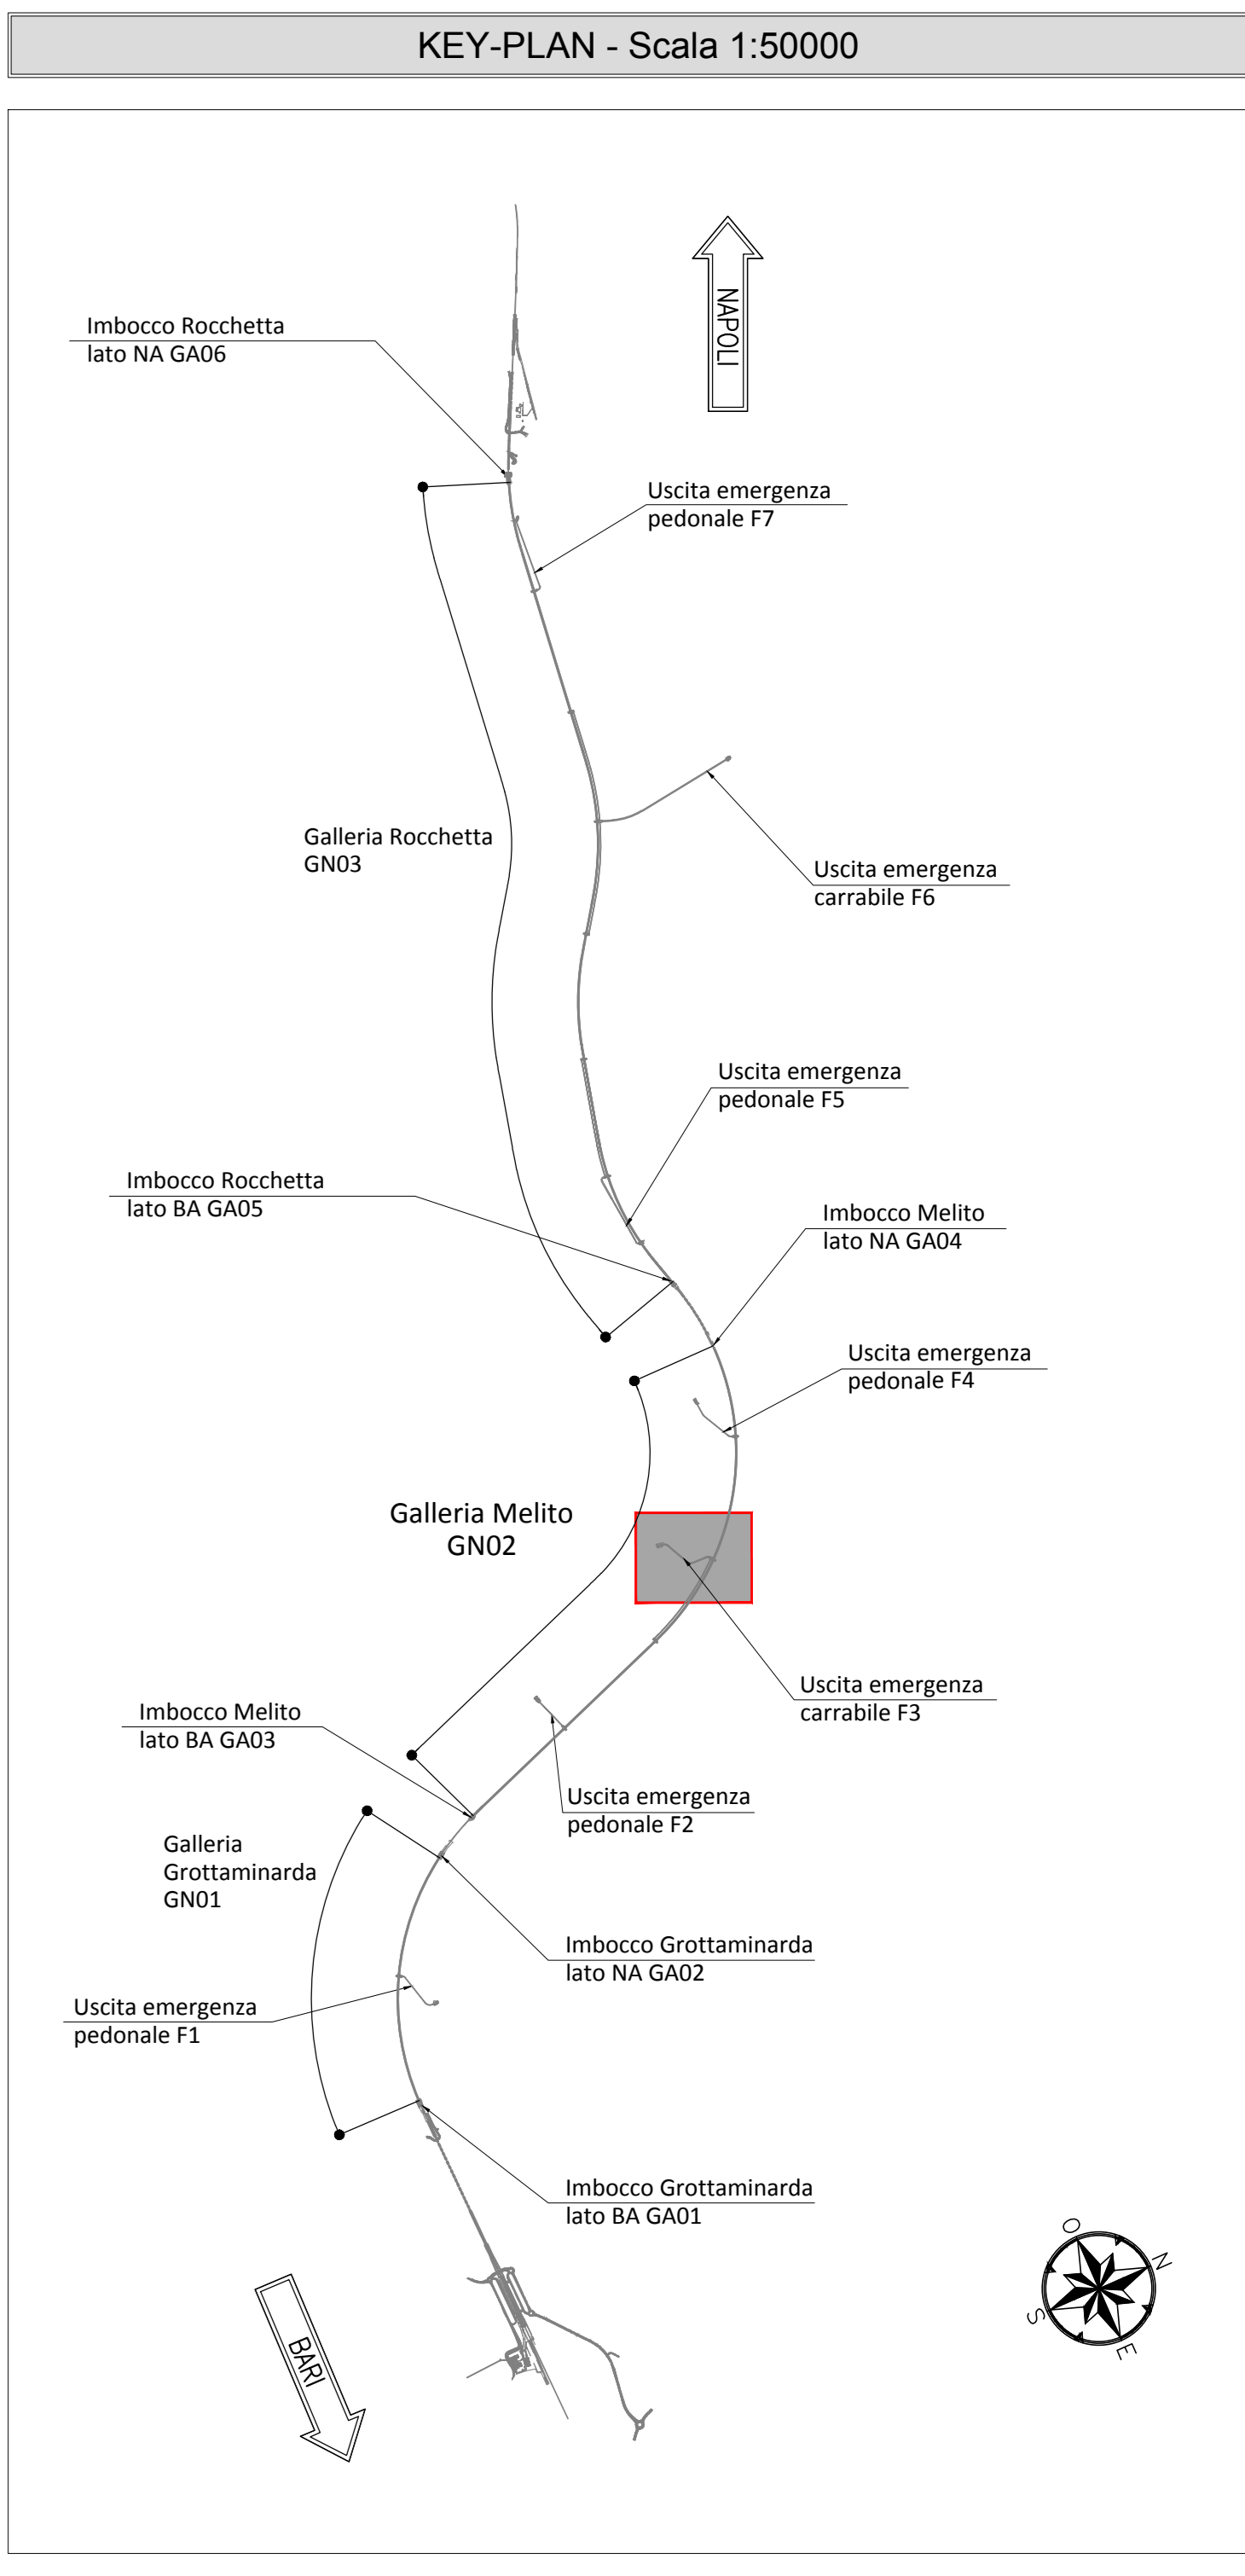 KEY-PLAN - Scala 1:50000
NAPOLI
Imbocco Rocchetta
lato NA GA06
Uscita emergenza
pedonale F7
Galleria Rocchetta
GN03
Uscita emergenza
carrabile F6
Uscita emergenza
pedonale F5
Imbocco Rocchetta
lato BA GA05
Imbocco Melito
lato NA GA04
Uscita emergenza
pedonale F4
Galleria Melito
GN02
Uscita emergenza
carrabile F3
Imbocco Melito
lato BA GA03
Uscita emergenza
pedonale F2
Galleria
Grottaminarda
GN01
Imbocco Grottaminarda
lato NA GA02
Uscita emergenza
pedonale F1
Imbocco Grottaminarda
lato BA GA01
BARI
O
N
S
E